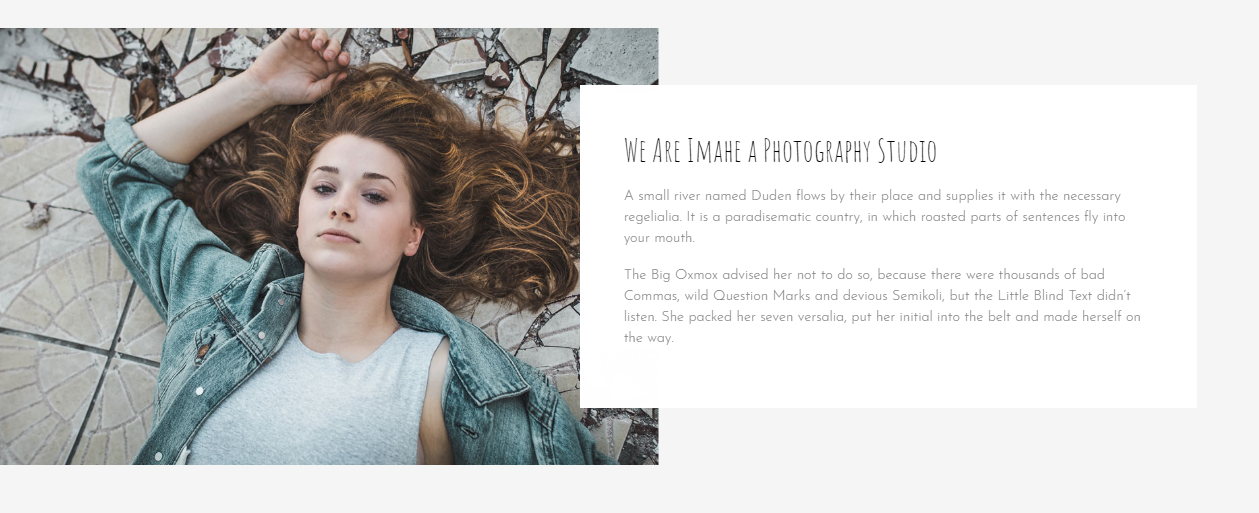 We Are Imahe a Photography Studio
A small river named Duden flows by their place and supplies it with the necessary
regelialia. It is a paradisematic country, in which roasted parts of sentences fly into
your mouth.
The Big Oxmox advised her not to do so, because there were thousands of bad
Commas, wild Question Marks and devious Semikoli, but the Little Blind Text didn't
listen. She packed her seven versalia, put her initial into the belt and made herself on
the way.